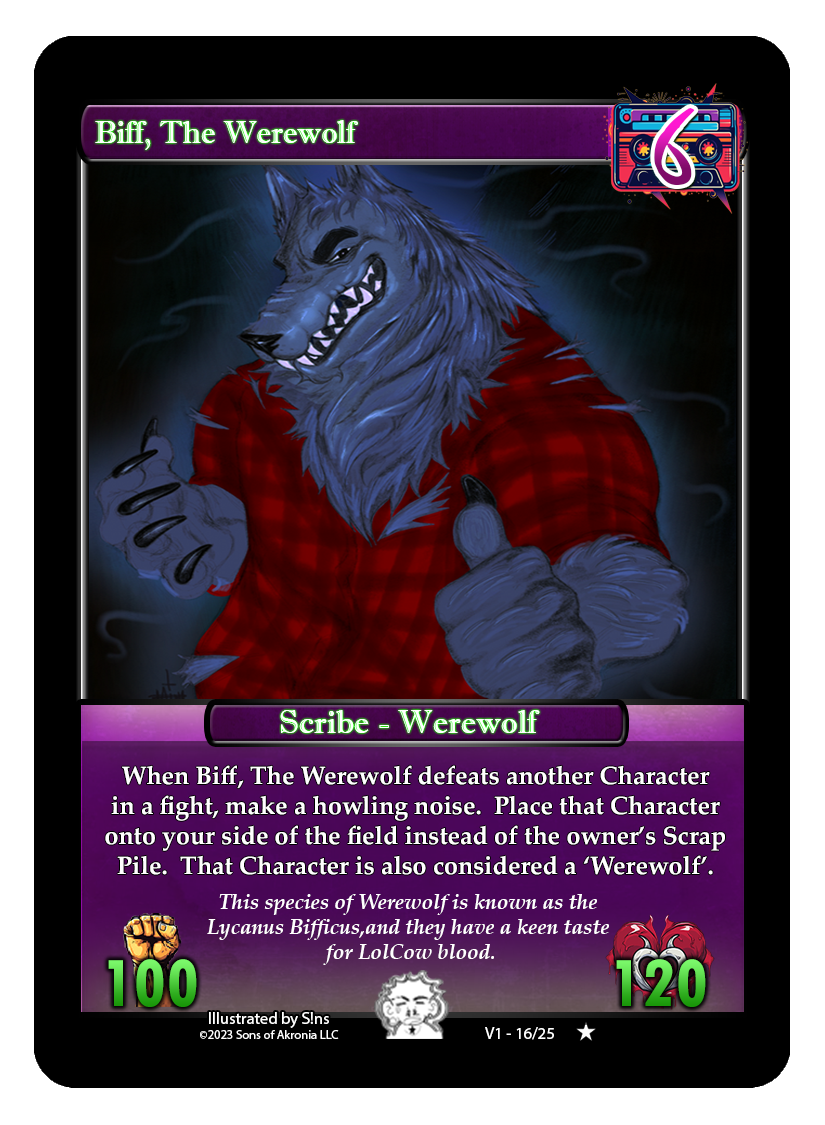 Biff, The Werewolf
6
Scribe - Werewolf
When Biff, The Werewolf defeats another Character
in a fight, make a howling noise.  Place that Character
onto your side of the field instead of the owner's Scrap
Pile.  That Character is also considered a 'Werewolf'.
This species of Werewolf is known as the
Lycanus Bifficus,and they have a keen taste
for LolCow blood.
100
120
Illustrated by S!ns
©2023 Sons of Akronia LLC
V1 - 16/25